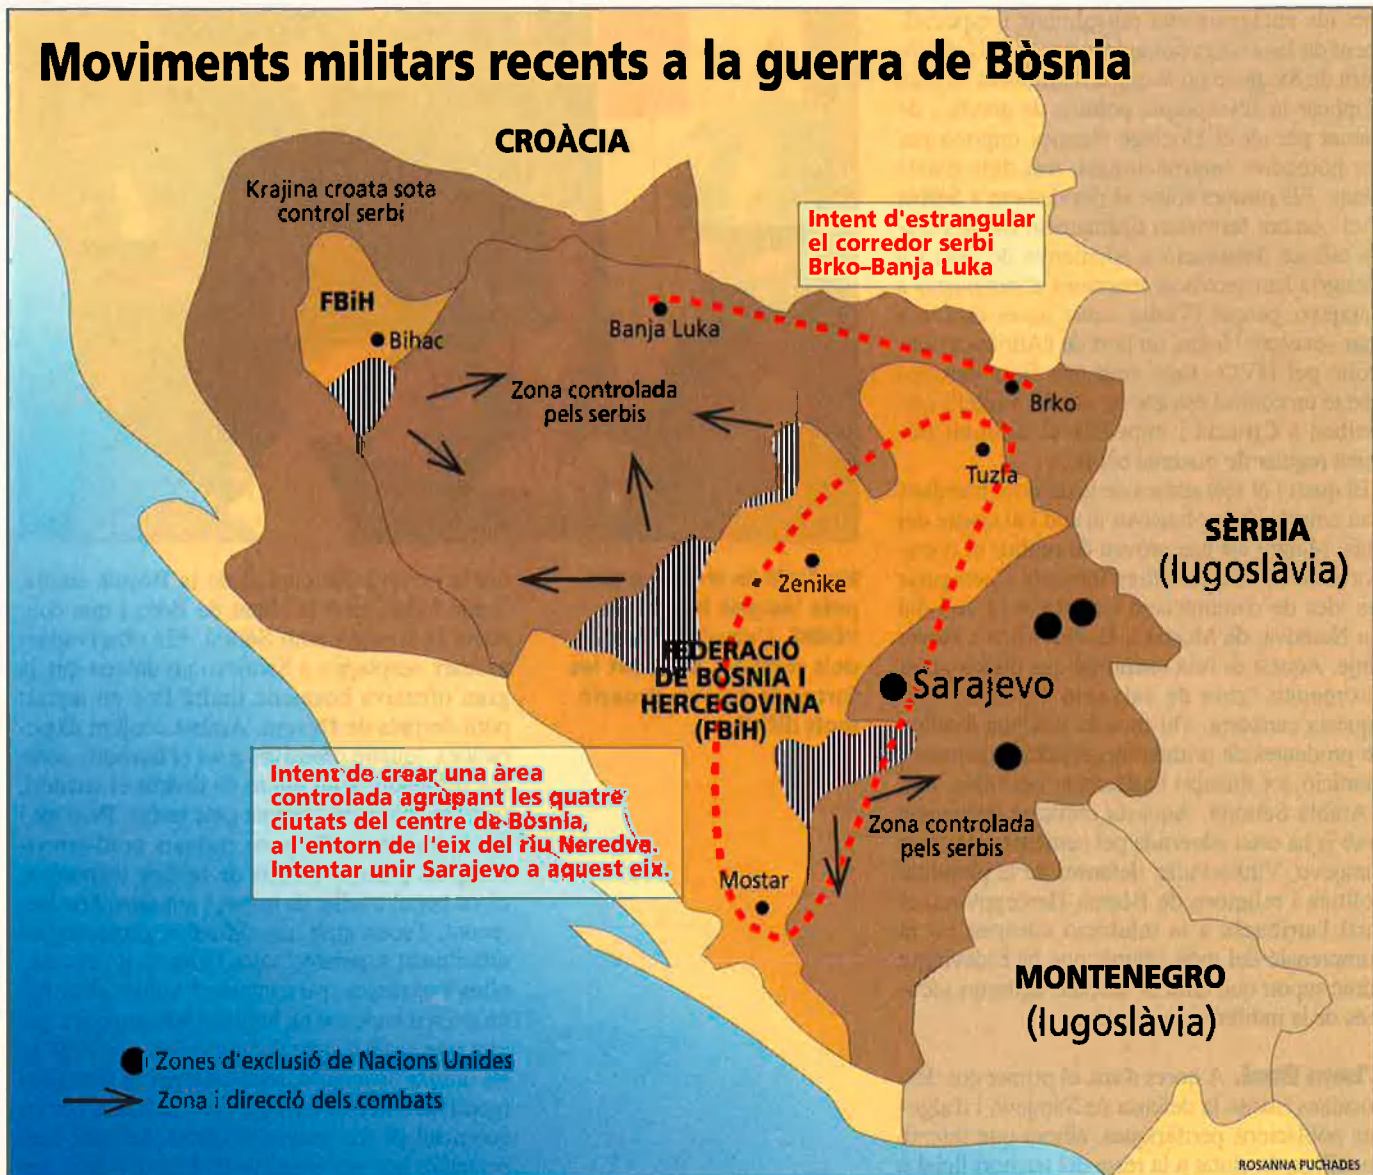 Moviments militars recents a la guerra de Bòsnia
CROÀCIA
Krajina croata sota
control serbi
Intent d'estrangular
el corredor serbi
Brko–Banja Luka
FBiH
Bihac
Banja Luka
Zona controlada
pels serbis
Brko
Tuzla
SÈRBIA
(Iugoslàvia)
Zenike
FEDERACIÓ
DE BÒSNIA I
HERCEGOVINA
(FBiH)
Sarajevo
Intent de crear una àrea
controlada agrupant les quatre
ciutats del centre de Bòsnia,
a l'entorn de l'eix del riu Neredva.
Intentar unir Sarajevo a aquest eix.
Zona controlada
pels serbis
Mostar
MONTENEGRO
(Iugoslàvia)
Zones d'exclusió de Nacions Unides
Zona i direcció dels combats
ROSANNA PUCHADES